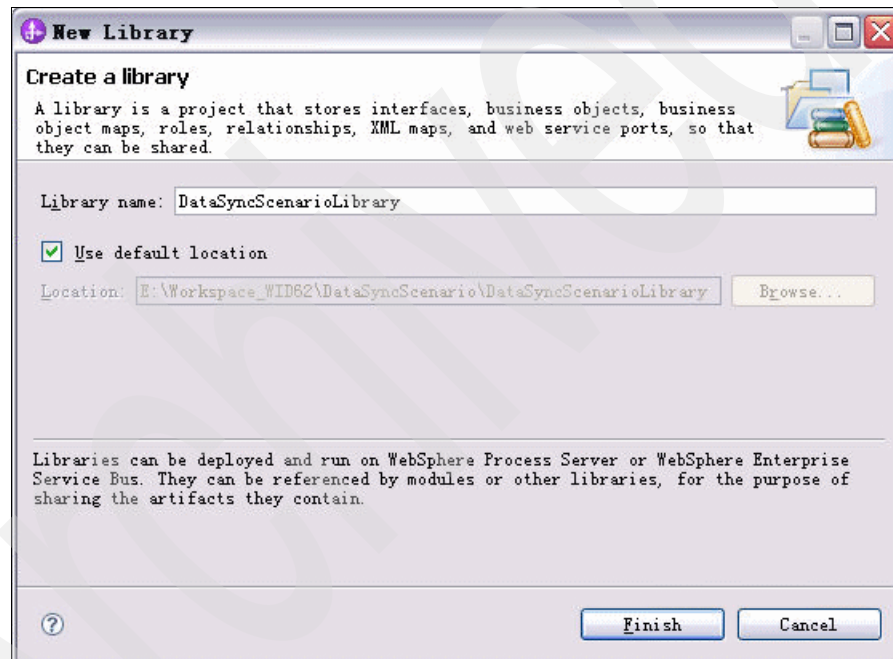 New Library
Create a library
A library is a project that stores interfaces, business objects, business
object maps, roles, relationships, XML maps, and web service ports, so that
they can be shared.
Library name: DataSyncScenarioLibrary
Use default location
Location: E:\Workspace_WID62\DataSyncScenario\DataSyncScenarioLibrary Browse...
Libraries can be deployed and run on WebSphere Process Server or WebSphere Enterprise
Service Bus. They can be referenced by modules or other libraries, for the purpose of
sharing the artifacts they contain.
? Finish Cancel